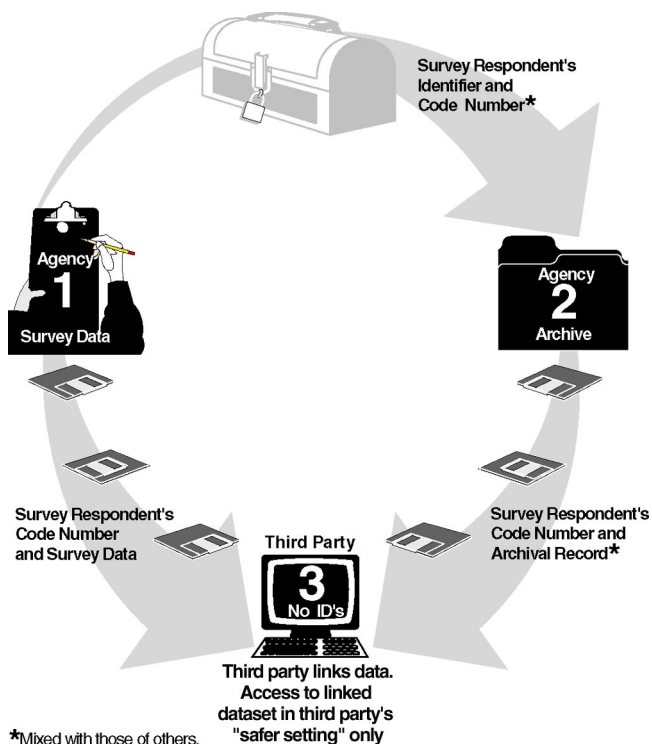 Survey Respondent's
Identifier and
Code Number*
Agency
1
Survey Data
Agency
2
Archive
Survey Respondent's
Code Number
and Survey Data
Survey Respondent's
Code Number and
Archival Record*
Third Party
3
No ID's
Third party links data.
Access to linked
dataset in third party's
"safer setting" only
*Mixed with those of others.